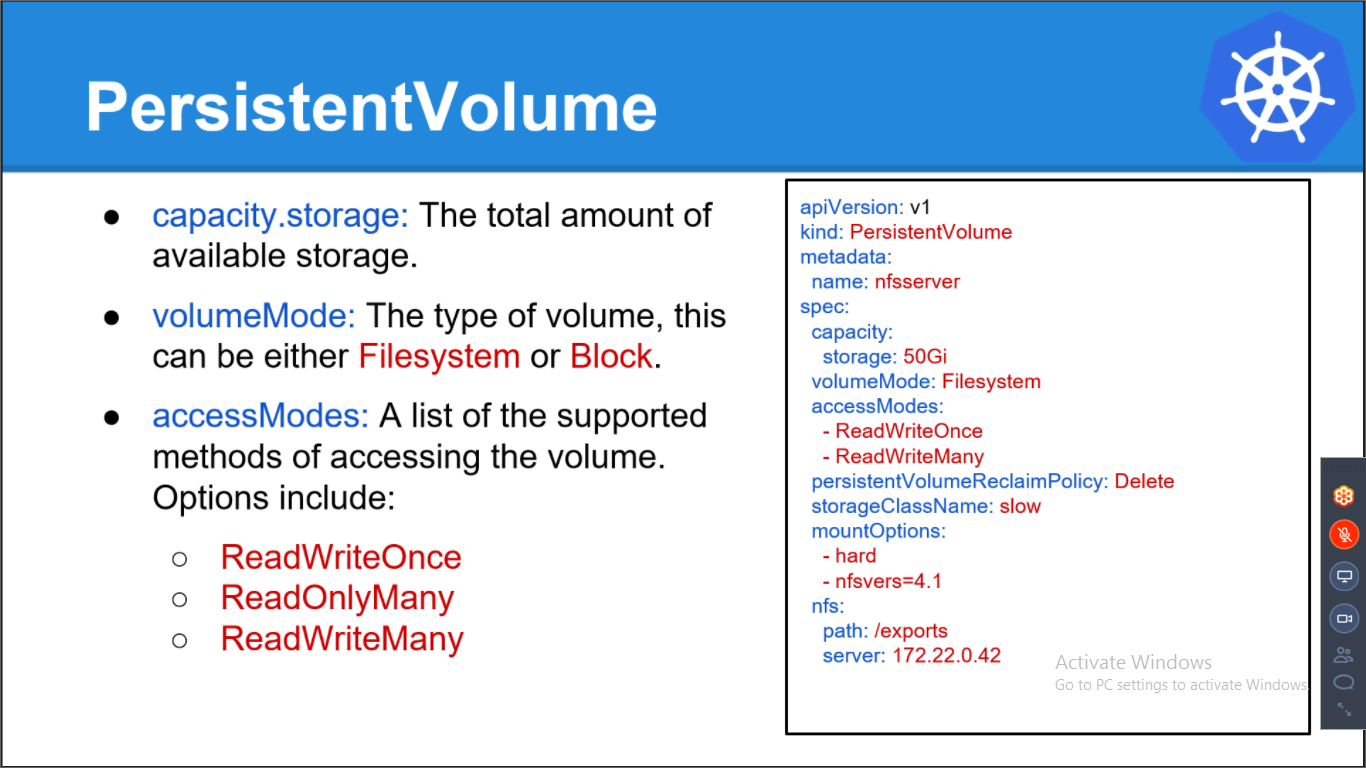 PersistentVolume
● capacity.storage: The total amount of
available storage.
● volumeMode: The type of volume, this
can be either Filesystem or Block.
● accessModes: A list of the supported
methods of accessing the volume.
Options include:
○ ReadWriteOnce
○ ReadOnlyMany
○ ReadWriteMany
apiVersion: v1
kind: PersistentVolume
metadata:
  name: nfsserver
spec:
  capacity:
    storage: 50Gi
  volumeMode: Filesystem
  accessModes:
    - ReadWriteOnce
    - ReadWriteMany
  persistentVolumeReclaimPolicy: Delete
  storageClassName: slow
  mountOptions:
    - hard
    - nfsvers=4.1
  nfs:
    path: /exports
    server: 172.22.0.42
Activate Windows
Go to PC settings to activate Windows.